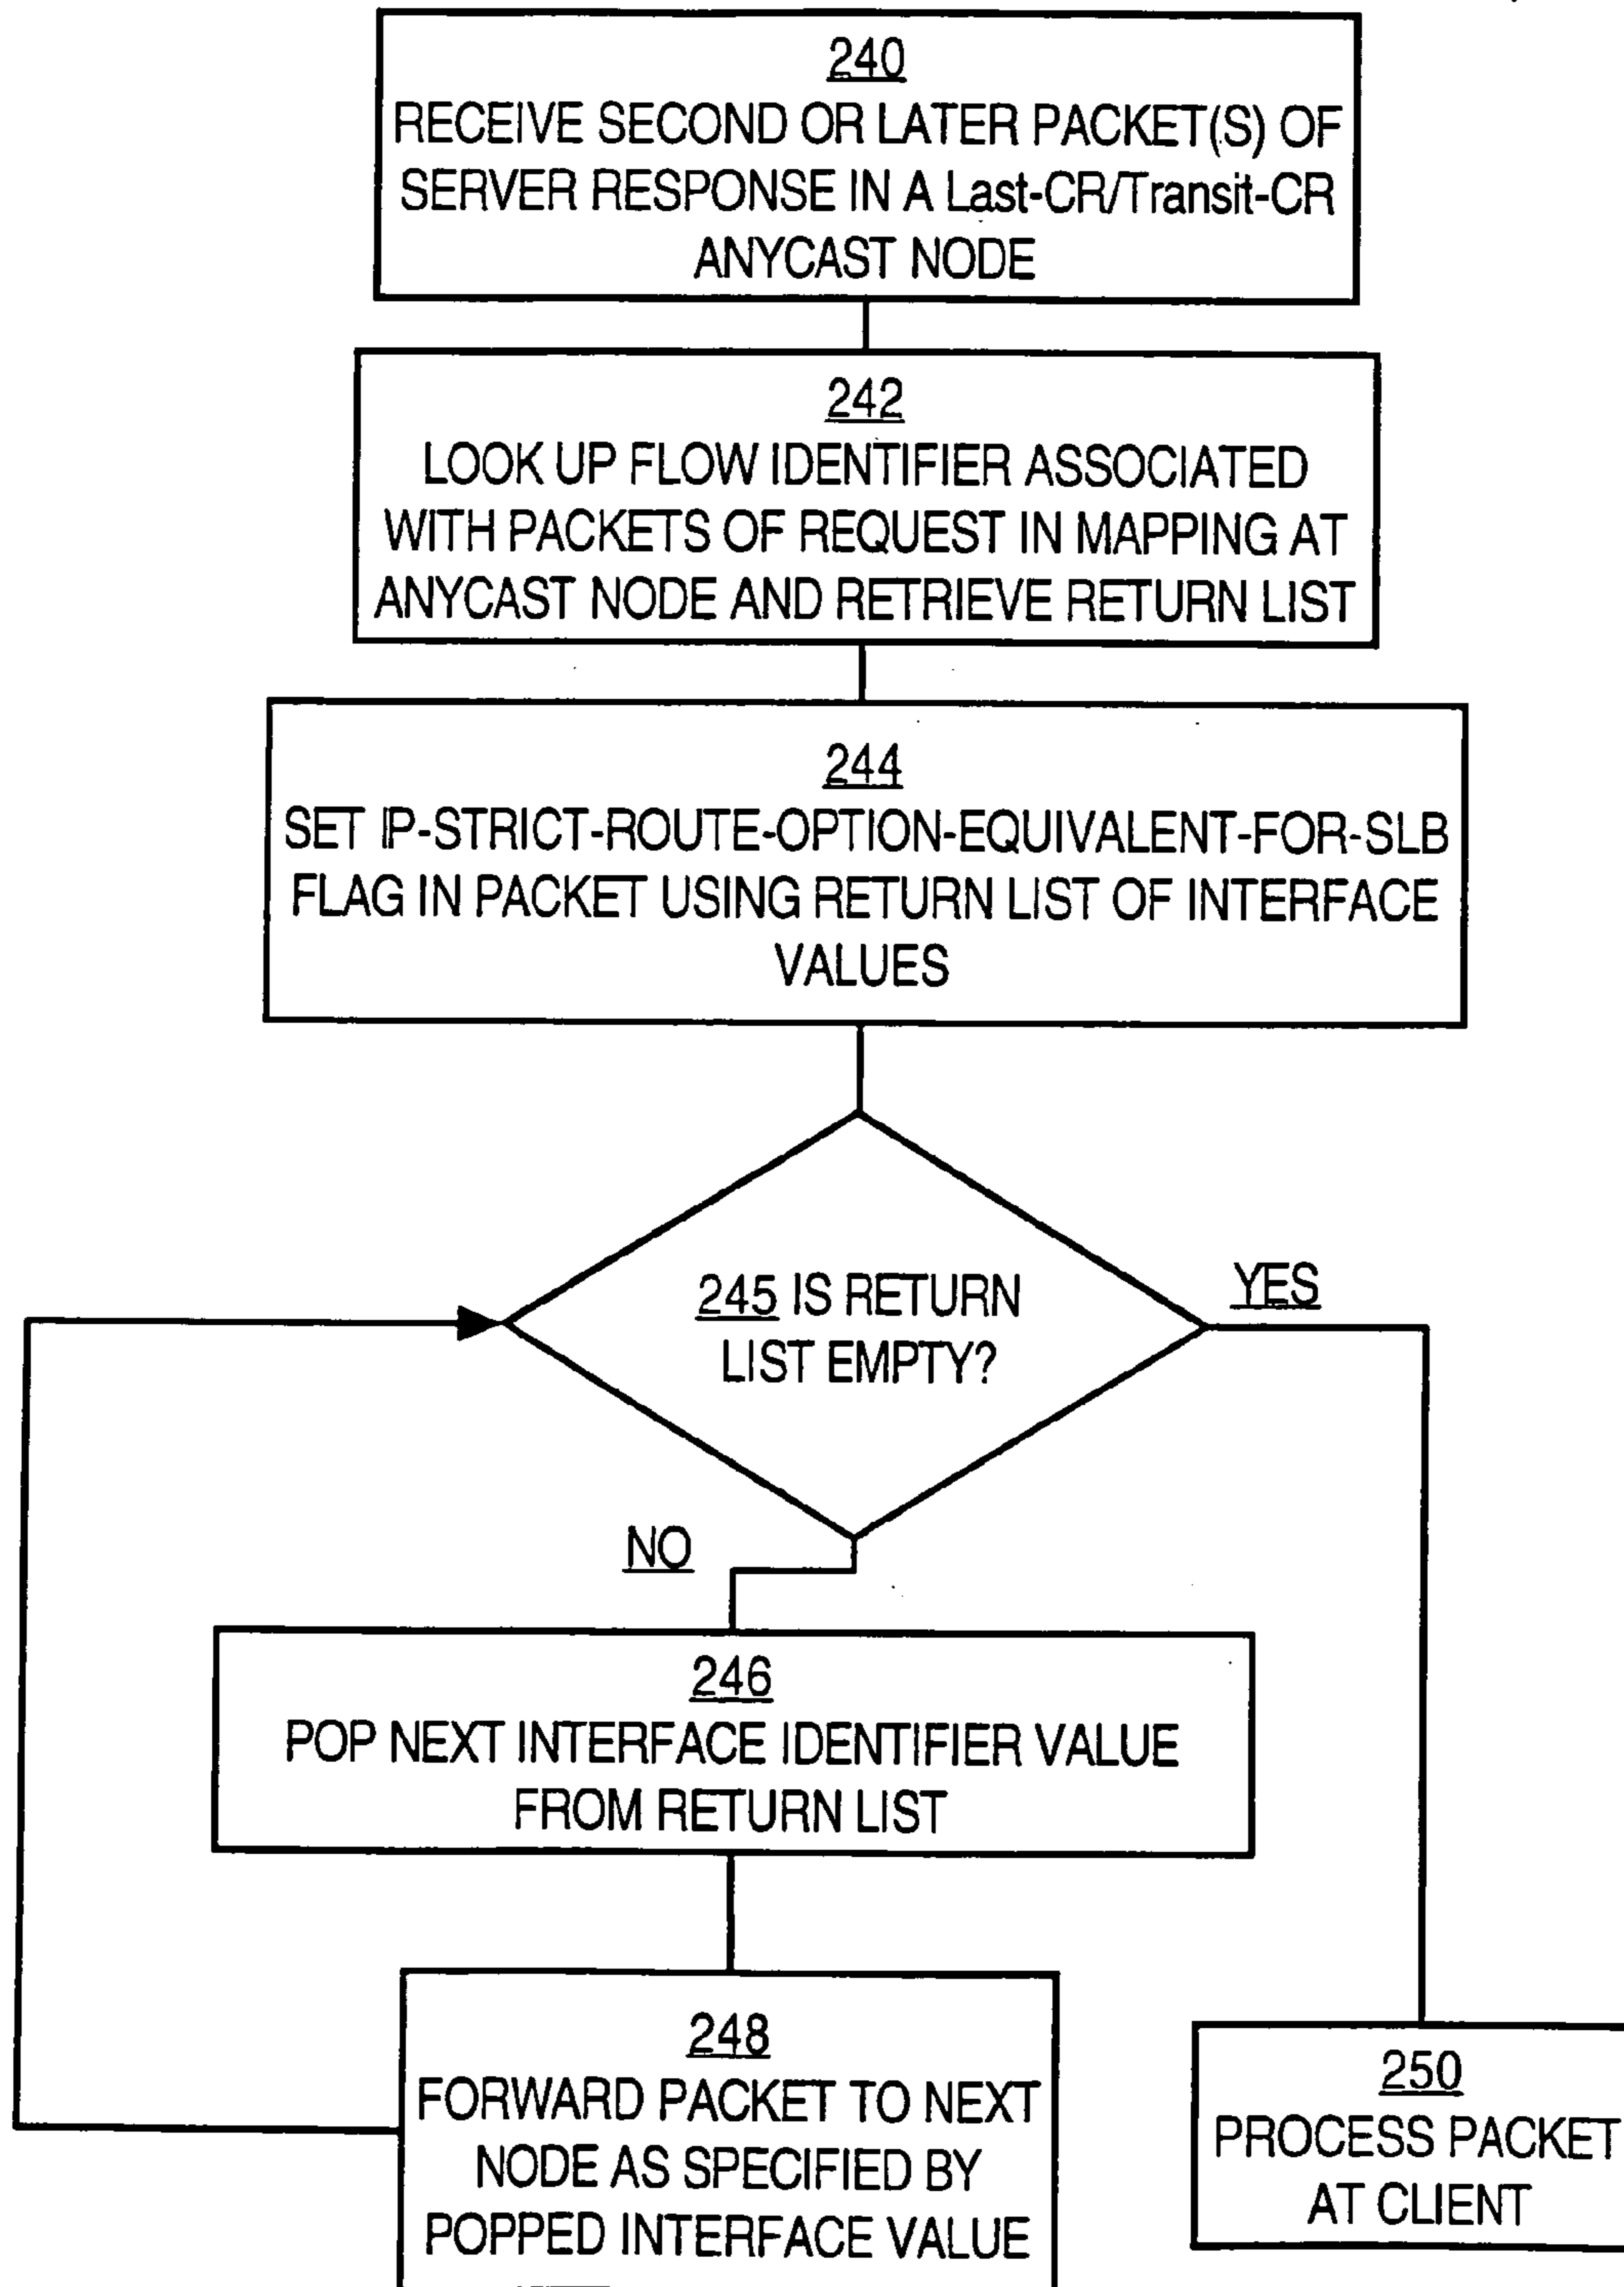 240
RECEIVE SECOND OR LATER PACKET(S) OF
SERVER RESPONSE IN A Last-CR/Transit-CR
ANYCAST NODE
242
LOOK UP FLOW IDENTIFIER ASSOCIATED
WITH PACKETS OF REQUEST IN MAPPING AT
ANYCAST NODE AND RETRIEVE RETURN LIST
244
SET IP-STRICT-ROUTE-OPTION-EQUIVALENT-FOR-SLB
FLAG IN PACKET USING RETURN LIST OF INTERFACE
VALUES
245 IS RETURN
LIST EMPTY?
YES
NO
246
POP NEXT INTERFACE IDENTIFIER VALUE
FROM RETURN LIST
248
FORWARD PACKET TO NEXT
NODE AS SPECIFIED BY
POPPED INTERFACE VALUE
250
PROCESS PACKET
AT CLIENT